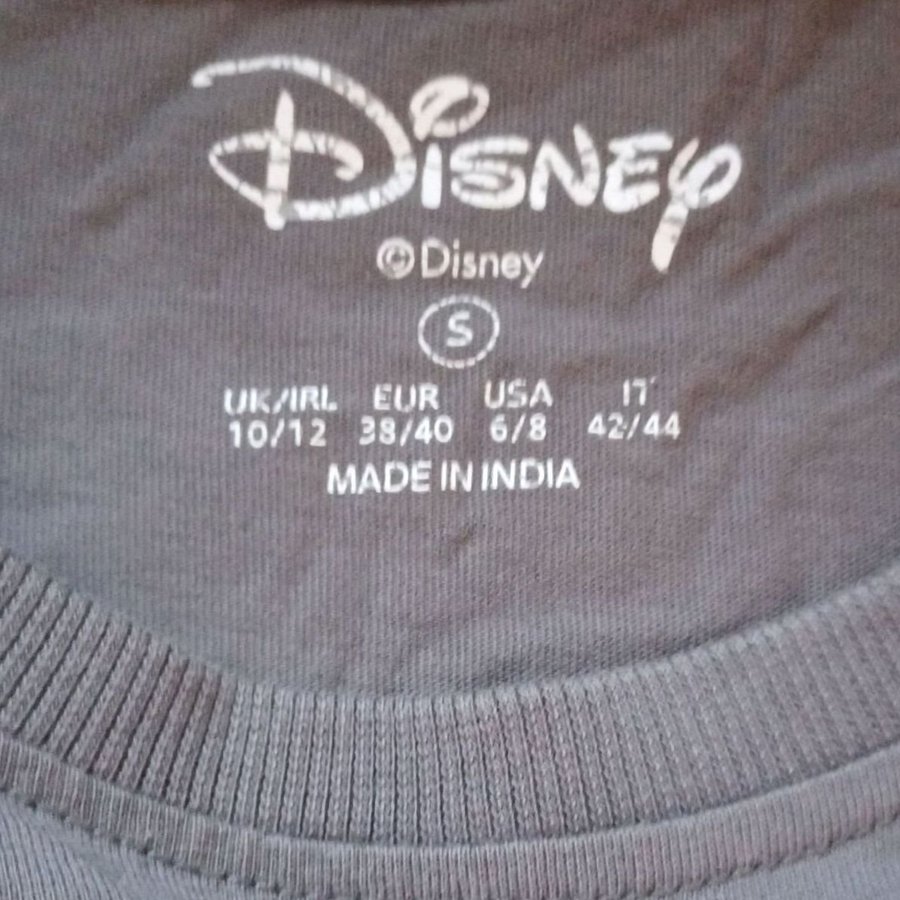 Disney
©Disney
S
UK/IRL EUR USA IT
10/12 38/40 6/8 42/44
MADE IN INDIA